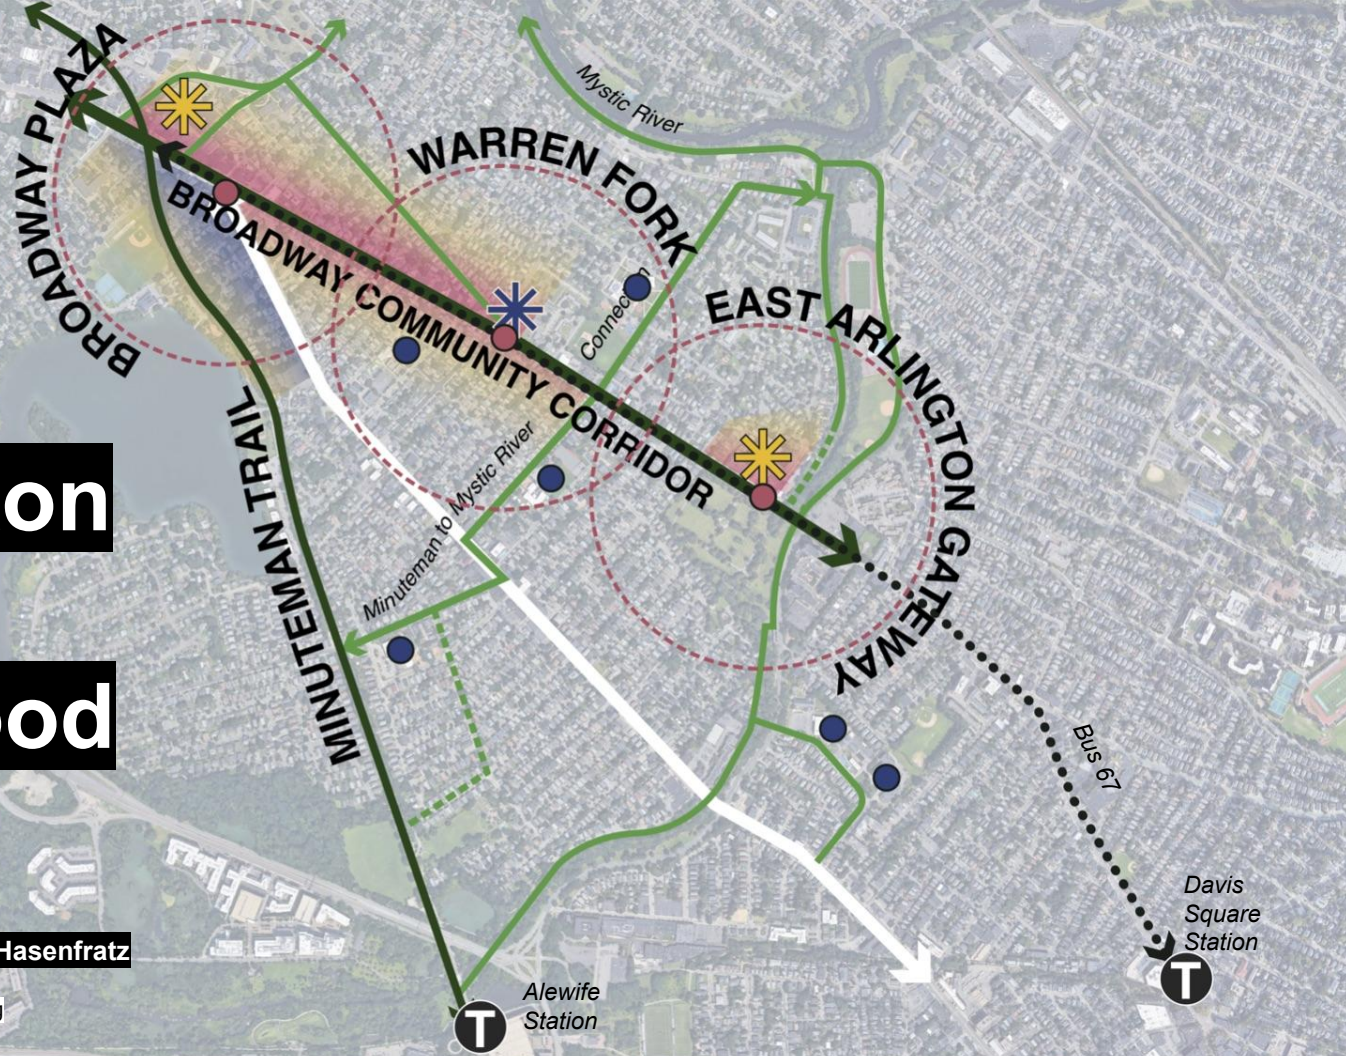 BROADWAY PLAZA
WARREN FORK
EAST ARLINGTON GATEWAY
BROADWAY COMMUNITY CORRIDOR
MINUTEMAN TRAIL
Mystic River
Minuteman to Mystic River
Bus 67
Davis
Square
Station
Alewife
Station
T
T
on
od
Hasenfratz